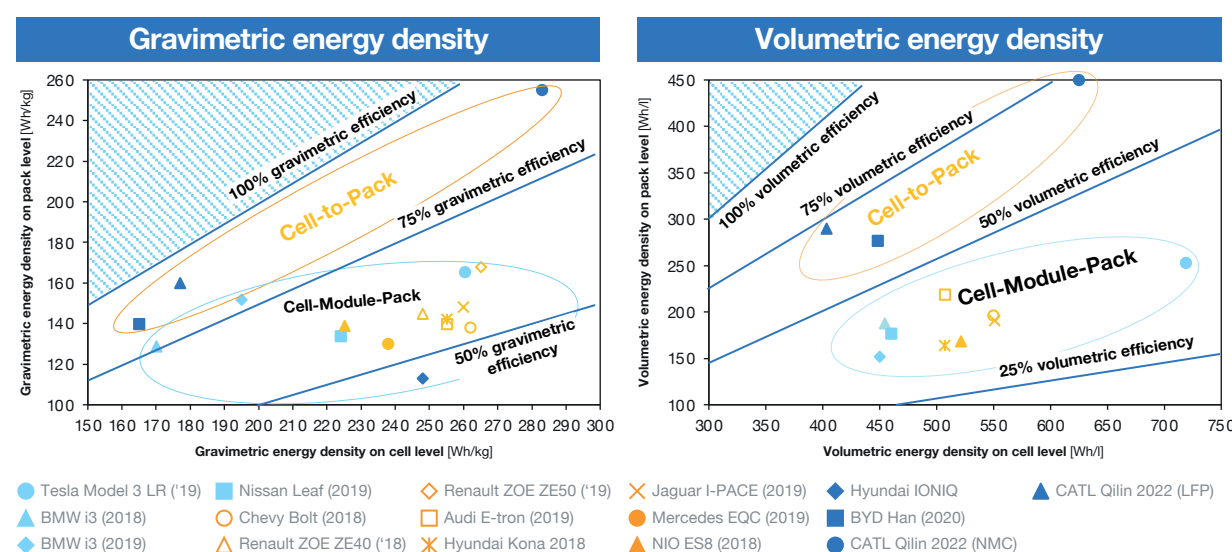 Gravimetric energy density
Volumetric energy density
Gravimetric energy density on pack level [Wh/kg]
260
240
220
200
180
160
140
120
100
150 160 170 180 190 200 210 220 230 240 250 260 270 280 290 300
Gravimetric energy density on cell level [Wh/kg]
100% gravimetric efficiency
75% gravimetric efficiency
50% gravimetric
efficiency
Cell-to-Pack
Cell-Module-Pack
Volumetric energy density on pack level [Wh/l]
450
400
350
300
250
200
150
100
300 350 400 450 500 550 600 650 700 750
Volumetric energy density on cell level [Wh/l]
100% volumetric efficiency
75% volumetric efficiency
50% volumetric efficiency
25% volumetric efficiency
Cell-to-Pack
Cell-Module-Pack
Tesla Model 3 LR ('19)
Nissan Leaf (2019)
Renault ZOE ZE50 ('19)
Jaguar I-PACE (2019)
Hyundai IONIQ
CATL Qilin 2022 (LFP)
BMW i3 (2018)
Chevy Bolt (2018)
Audi E-tron (2019)
Mercedes EQC (2019)
BYD Han (2020)
BMW i3 (2019)
Renault ZOE ZE40 (‘18)
Hyundai Kona 2018
NIO ES8 (2018)
CATL Qilin 2022 (NMC)